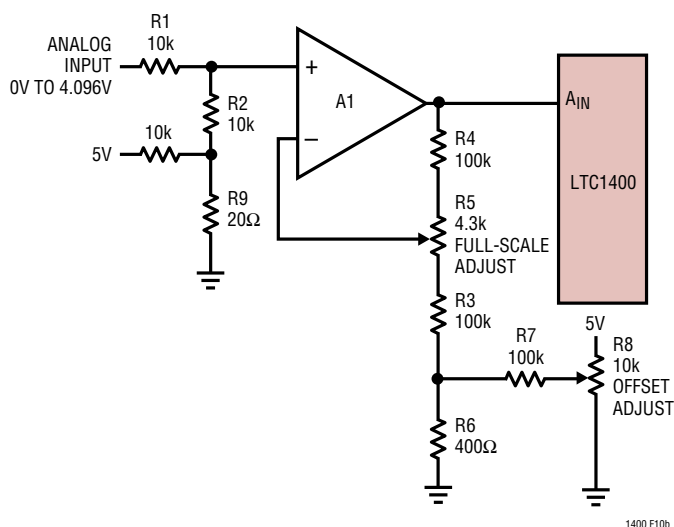 R1
10k
ANALOG
INPUT
0V TO 4.096V
R2
10k
10k
5V
R9
20Ω
+
A1
–
R4
100k
R5
4.3k
FULL-SCALE
ADJUST
R3
100k
R7
100k
R6
400Ω
AIN
LTC1400
5V
R8
10k
OFFSET
ADJUST
1400 F10b